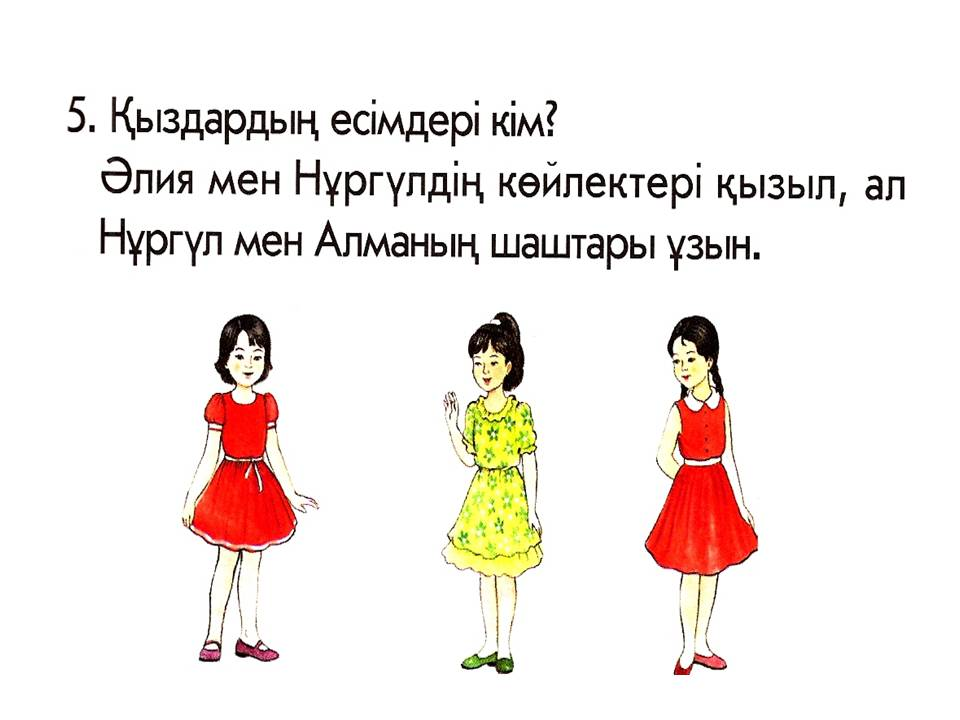 5. Қыздардың есімдері кім?
Әлия мен Нұргүлдің көйлектері қызыл, ал
Нұргүл мен Алманың шаштары ұзын.